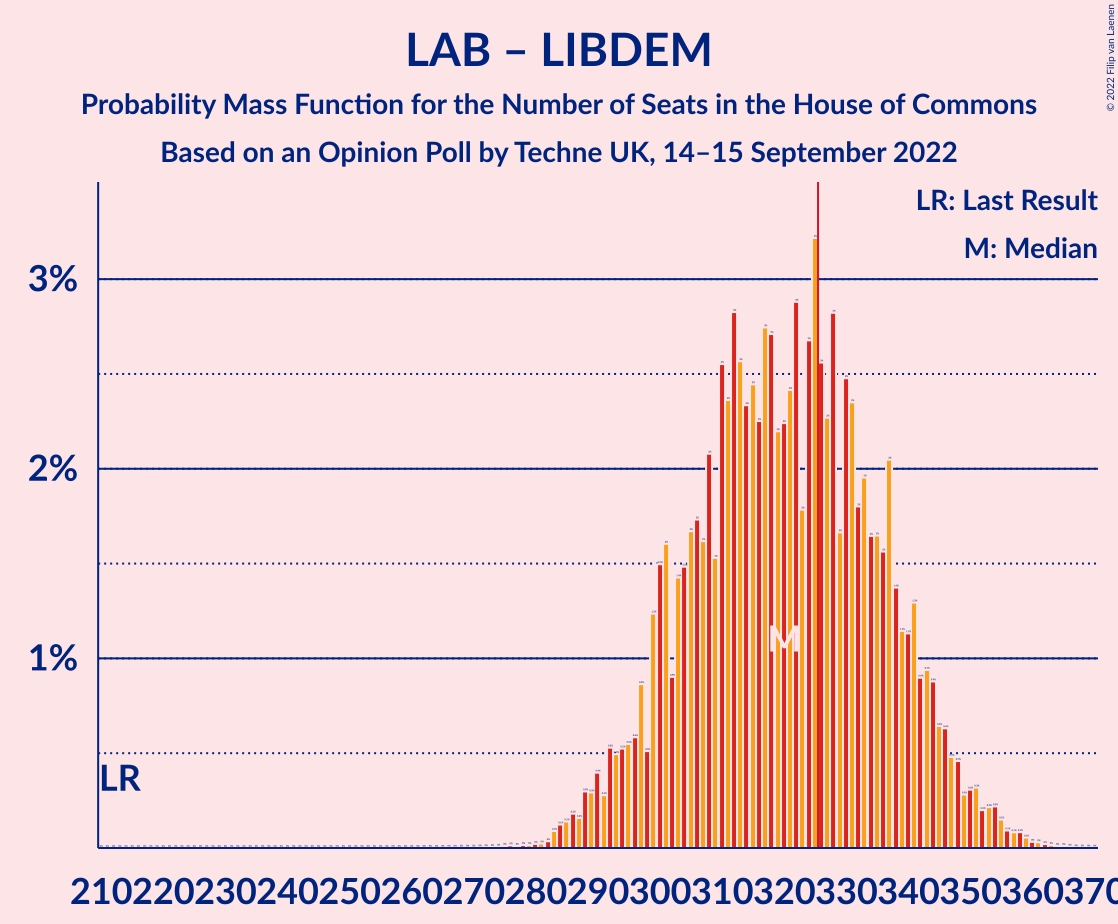 LAB – LIBDEM
Probability Mass Function for the Number of Seats in the House of Commons
Based on an Opinion Poll by Techne UK, 14–15 September 2022
© 2022 Filip van Laenen
LR: Last Result
M: Median
3%
2%
1%
M
LR
210220230240250260270280290300310320330340350360370